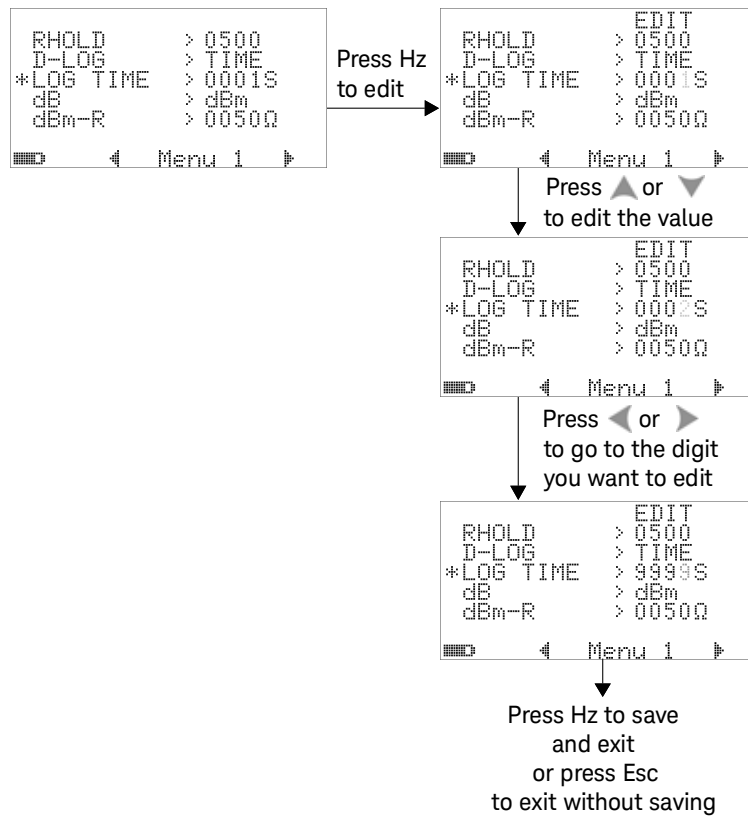 RHOLD > 0500
D-LOG > TIME
*LOG TIME > 0001S
dB > dBm
dBm-R > 0050Ω
Menu 1
Press Hz
to edit
EDIT
RHOLD > 0500
D-LOG > TIME
*LOG TIME > 0001S
dB > dBm
dBm-R > 0050Ω
Menu 1
Press ▲ or ▼
to edit the value
EDIT
RHOLD > 0500
D-LOG > TIME
*LOG TIME > 0002S
dB > dBm
dBm-R > 0050Ω
Menu 1
Press ◀ or ▶
to go to the digit
you want to edit
EDIT
RHOLD > 0500
D-LOG > TIME
*LOG TIME > 9999S
dB > dBm
dBm-R > 0050Ω
Menu 1
Press Hz to save
and exit
or press Esc
to exit without saving